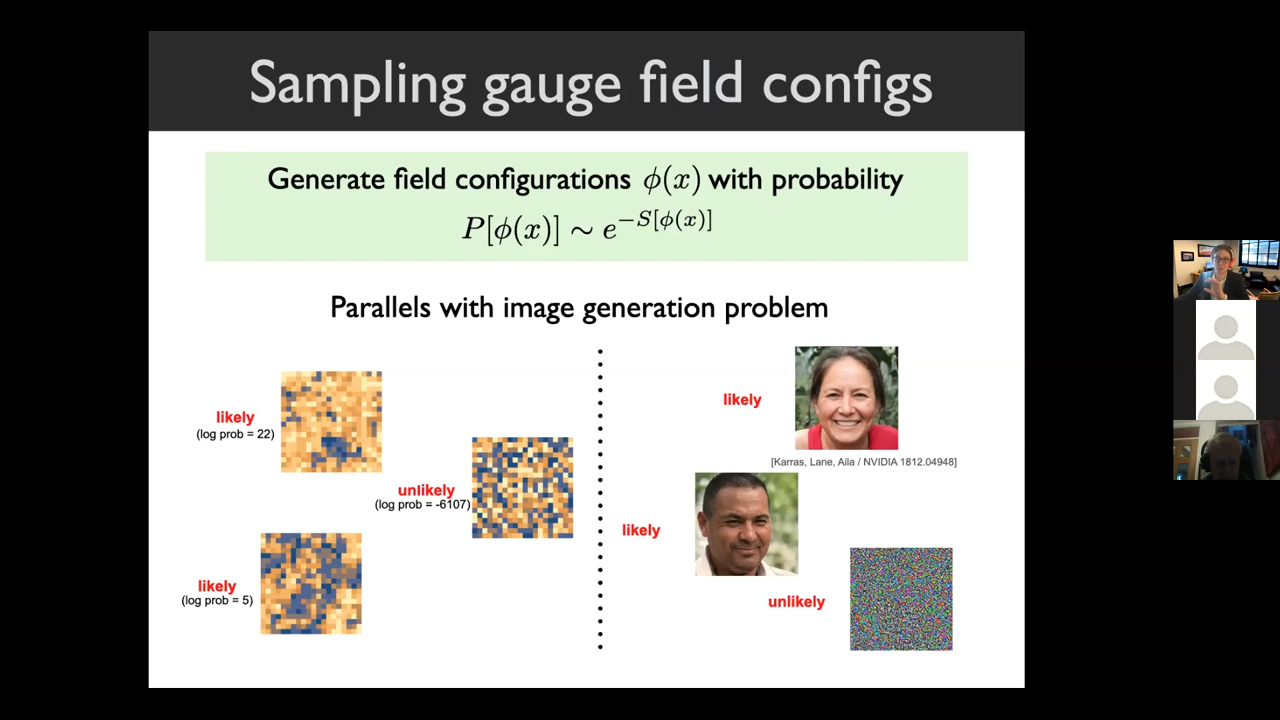 Sampling gauge field configs
Generate field configurations ϕ(x) with probability
P[ϕ(x)] ∼ e^{−S[ϕ(x)]}
Parallels with image generation problem
likely
(log prob = 22)
unlikely
(log prob = -6107)
likely
(log prob = 5)
likely
[Karras, Lane, Aila / NVIDIA 1812.04948]
likely
unlikely